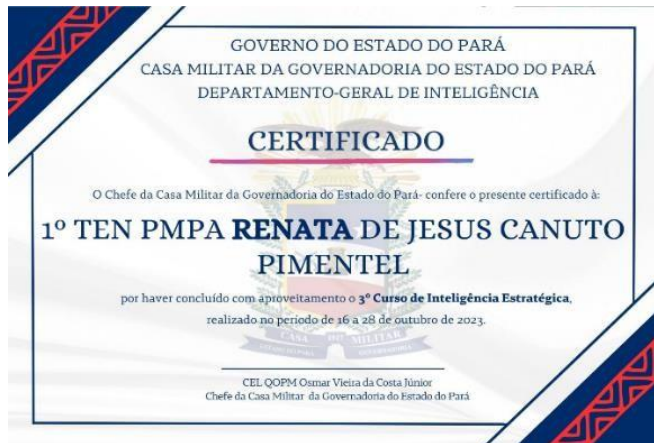 GOVERNO DO ESTADO DO PARÁ
CASA MILITAR DA GOVERNADORIA DO ESTADO DO PARÁ
DEPARTAMENTO-GERAL DE INTELIGÊNCIA
CERTIFICADO
O Chefe da Casa Militar da Governadoria do Estado do Pará- confere o presente certificado à:
1º TEN PMPA RENATA DE JESUS CANUTO
PIMENTEL
por haver concluído com aproveitamento o 3º Curso de Inteligência Estratégica,
realizado no período de 16 a 28 de outubro de 2023.
CASA MILITAR
CEL QOPM Osmar Vieira da Costa Júnior
Chefe da Casa Militar da Governadoria do Estado do Pará